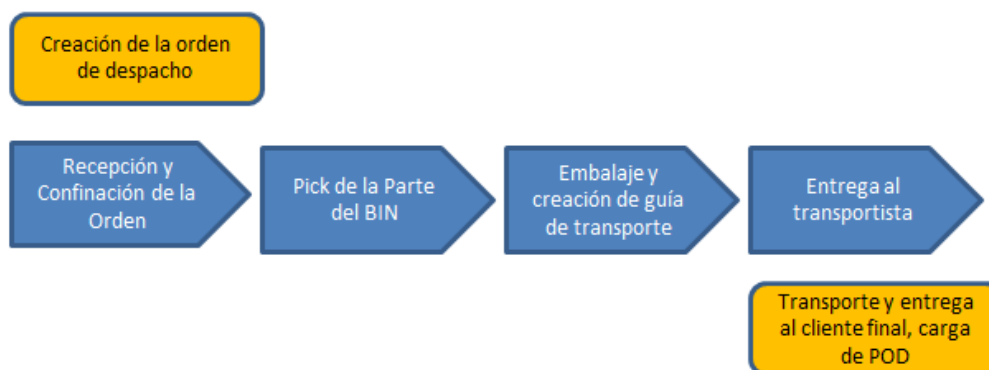 Creación de la orden
de despacho
Recepción y
Confinación de la
Orden
Pick de la Parte
del BIN
Embalaje y
creación de guía
de transporte
Entrega al
transportista
Transporte y entrega
al cliente final, carga
de POD